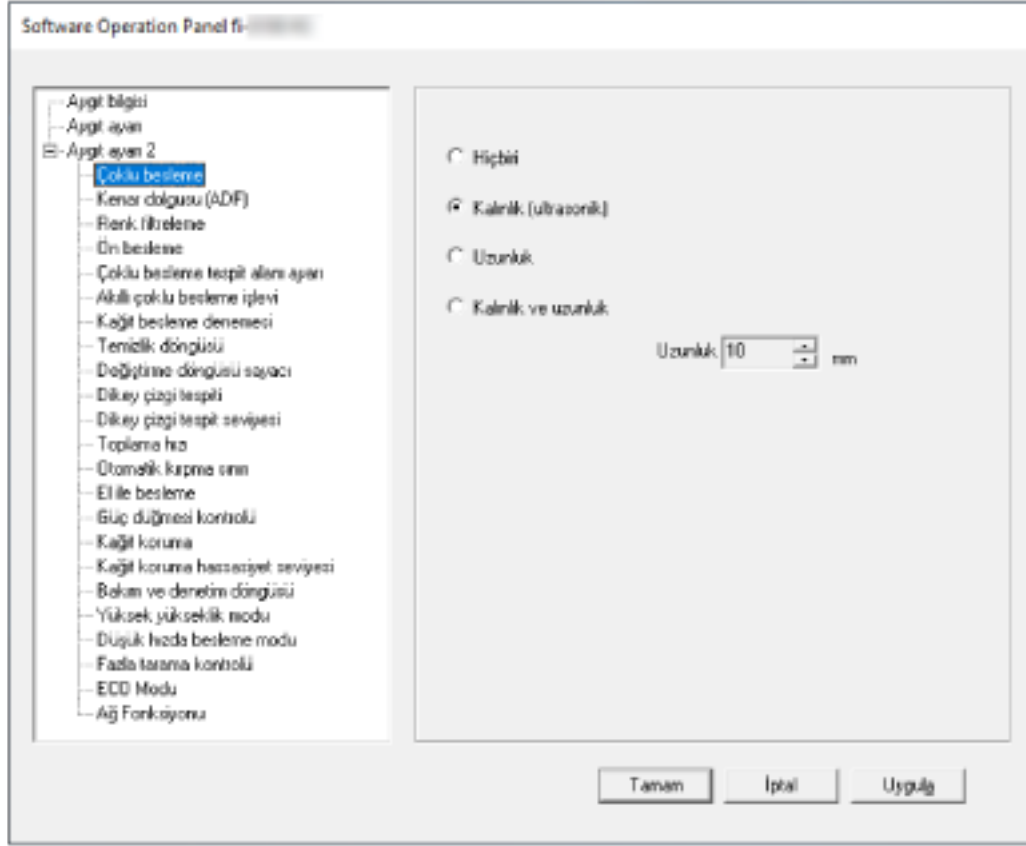 Software Operation Panel fi-
Aygıt bilgisi
Aygıt ayarı
Aygıt ayarı 2
Çoklu besleme
Kenar dolgusu (ADF)
Renk filtreleme
Ön besleme
Çoklu besleme tespit alanı ayarı
Akıllı çoklu besleme işlevi
Kağıt besleme denemesi
Temizlik döngüsü
Değiştirme döngüsü sayacı
Dikey çizgi tespiti
Dikey çizgi tespit seviyesi
Toplama hızı
Otomatik kırpma sınırı
El ile besleme
Güç düğmesi kontrolü
Kağıt koruma
Kağıt koruma hassasiyet seviyesi
Bakım ve denetim döngüsü
Yüksek yükseklik modu
Düşük hızda besleme modu
Fazla tarama kontrolü
ECO Modu
Ağ Fonksiyonu
Hiçbiri
Kalınlık (ultrasonik)
Uzunluk
Kalınlık ve uzunluk
Uzunluk 10 mm
Tamam İptal Uygula